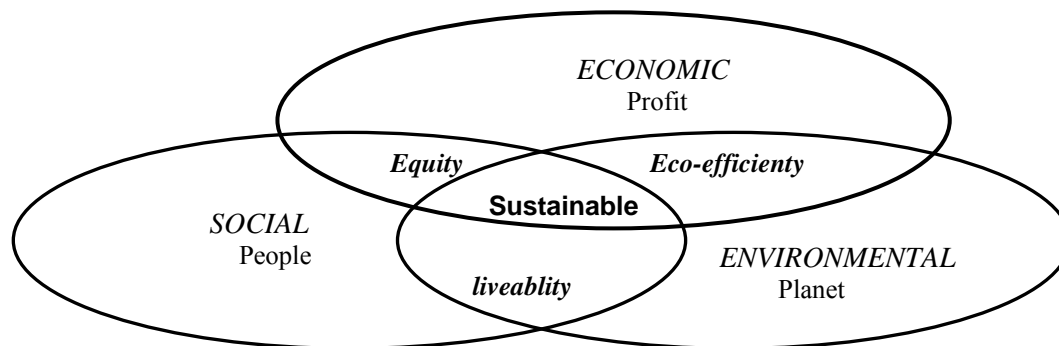 ECONOMIC
Profit
Equity
Eco-efficienty
Sustainable
SOCIAL
People
ENVIRONMENTAL
Planet
liveablity